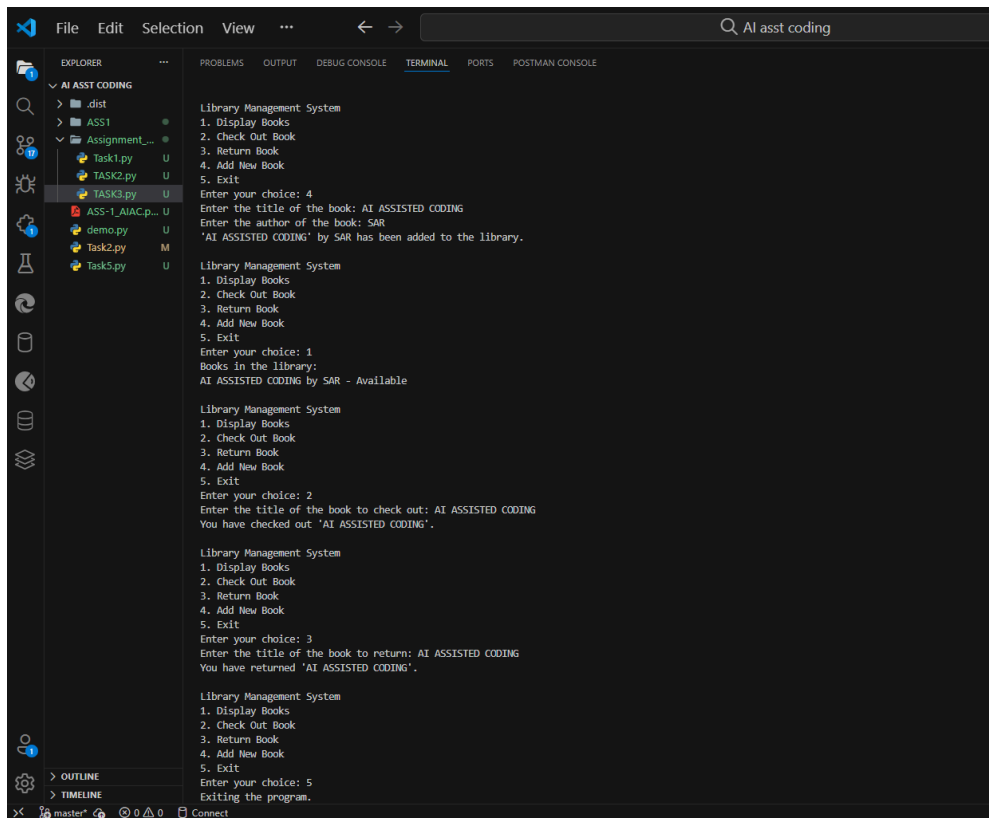 File Edit Selection View ··· ← → AI asst coding
EXPLORER ···
AI ASST CODING
.dist
ASS1
Assignment_...
Task1.py U
TASK2.py U
TASK3.py U
ASS-1_AIAC.p... U
demo.py U
Task2.py M
Task5.py U
OUTLINE
TIMELINE
1
17
1
1
PROBLEMS OUTPUT DEBUG CONSOLE TERMINAL PORTS POSTMAN CONSOLE
Library Management System
1. Display Books
2. Check Out Book
3. Return Book
4. Add New Book
5. Exit
Enter your choice: 4
Enter the title of the book: AI ASSISTED CODING
Enter the author of the book: SAR
'AI ASSISTED CODING' by SAR has been added to the library.
Library Management System
1. Display Books
2. Check Out Book
3. Return Book
4. Add New Book
5. Exit
Enter your choice: 1
Books in the library:
AI ASSISTED CODING by SAR - Available
Library Management System
1. Display Books
2. Check Out Book
3. Return Book
4. Add New Book
5. Exit
Enter your choice: 2
Enter the title of the book to check out: AI ASSISTED CODING
You have checked out 'AI ASSISTED CODING'.
Library Management System
1. Display Books
2. Check Out Book
3. Return Book
4. Add New Book
5. Exit
Enter your choice: 3
Enter the title of the book to return: AI ASSISTED CODING
You have returned 'AI ASSISTED CODING'.
Library Management System
1. Display Books
2. Check Out Book
3. Return Book
4. Add New Book
5. Exit
Enter your choice: 5
Exiting the program.
master* 0 0 Connect